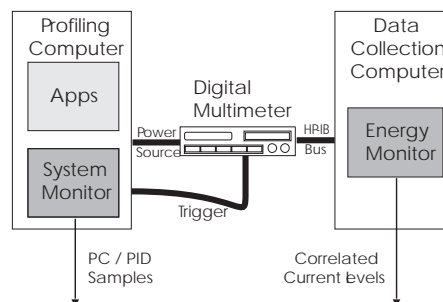 Profiling
Computer
Apps
System
Monitor
Digital
Multimeter
Power
Source
Trigger
HP-IB
Bus
Data
Collection
Computer
Energy
Monitor
PC / PID
Samples
Correlated
Current Levels